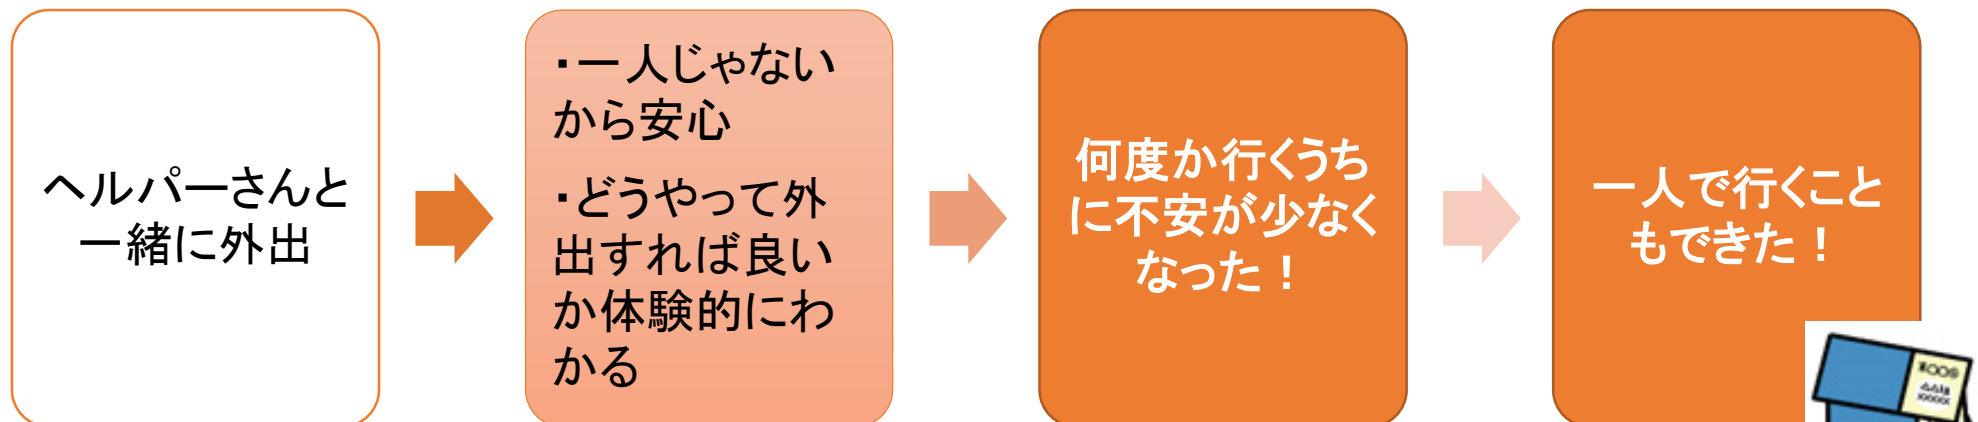 ヘルパーさんと
一緒に外出
・一人じゃない
から安心
・どうやって外
出すれば良い
か体験的にわ
かる
何度か行くうち
に不安が少なく
なった！
一人で行くこと
もできた！